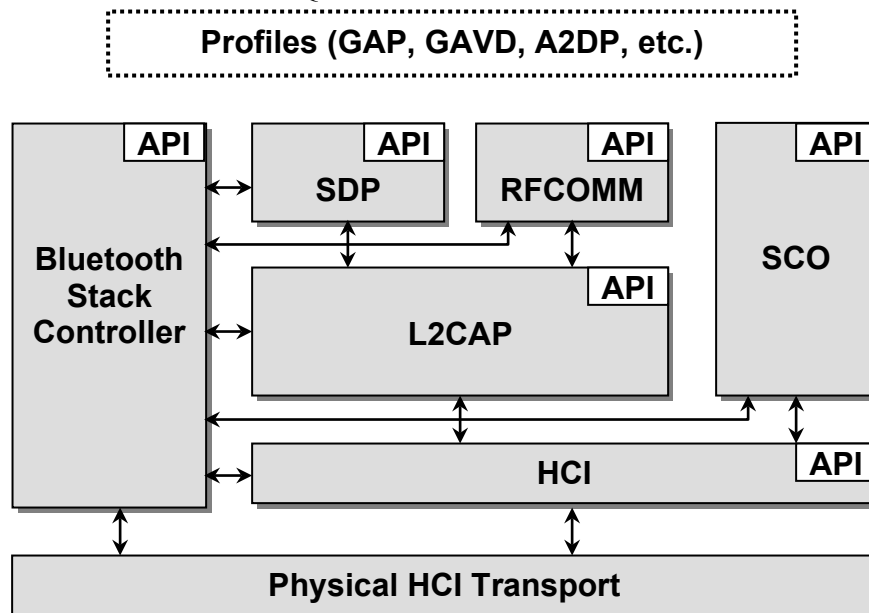 Profiles (GAP, GAVD, A2DP, etc.)
API
API
API
API
SDP
RFCOMM
Bluetooth
Stack
Controller
SCO
API
L2CAP
API
HCI
Physical HCI Transport